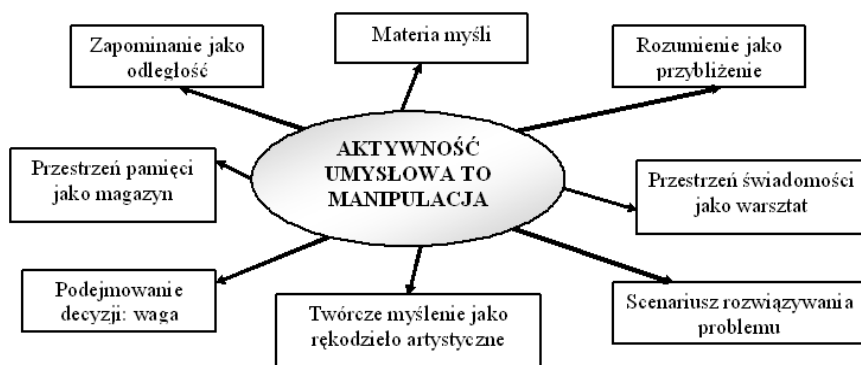 Zapominanie jako
odległość
Materia myśli
Rozumienie jako
przybliżenie
AKTYWNOŚĆ
UMYSŁOWA TO
MANIPULACJA
Przestrzeń pamięci
jako magazyn
Przestrzeń świadomości
jako warsztat
Podejmowanie
decyzji: waga
Twórcze myślenie jako
rękodzieło artystyczne
Scenariusz rozwiązywania
problemu